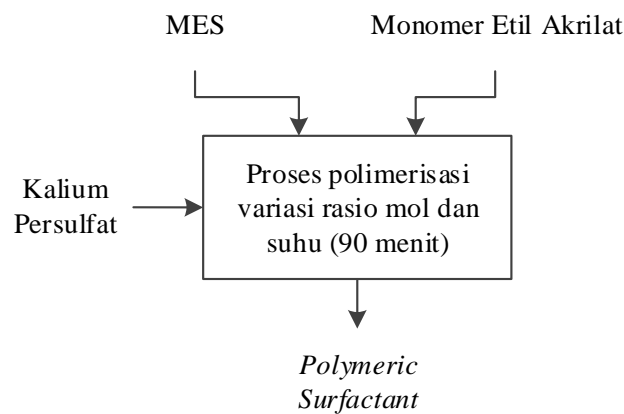 MES
Monomer Etil Akrilat
Kalium
Persulfat
Proses polimerisasi
variasi rasio mol dan
suhu (90 menit)
Polymeric
Surfactant